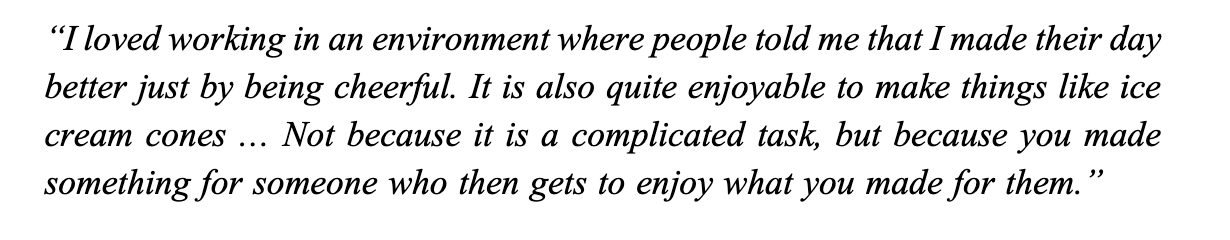 “I loved working in an environment where people told me that I made their day
better just by being cheerful. It is also quite enjoyable to make things like ice
cream cones … Not because it is a complicated task, but because you made
something for someone who then gets to enjoy what you made for them.”